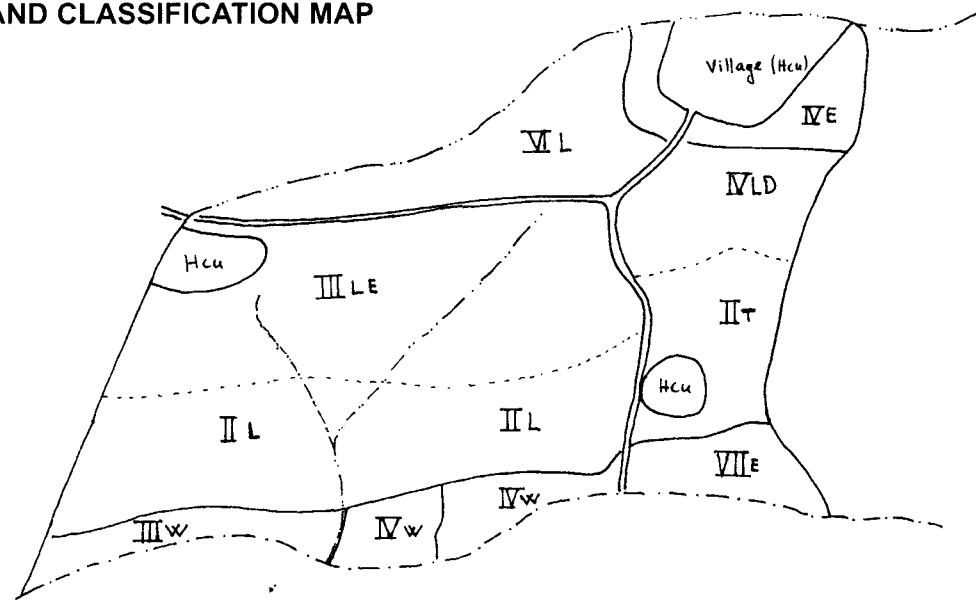 AND CLASSIFICATION MAP
Village (Hcu)
IV E
VI L
IV LD
Hcu
III LE
II T
Hcu
II L
II L
VII E
IV W
III W
IV W